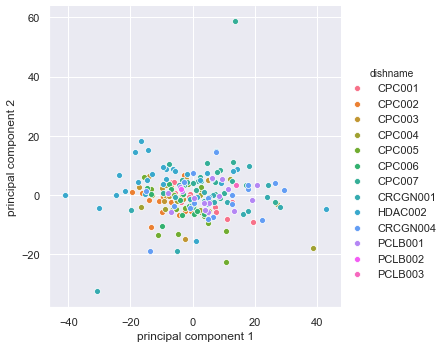 60
40
20
0
−20
−40
−20
0
20
40
principal component 2
principal component 1
dishname
CPC001
CPC002
CPC003
CPC004
CPC005
CPC006
CPC007
CRCGN001
HDAC002
CRCGN004
PCLB001
PCLB002
PCLB003